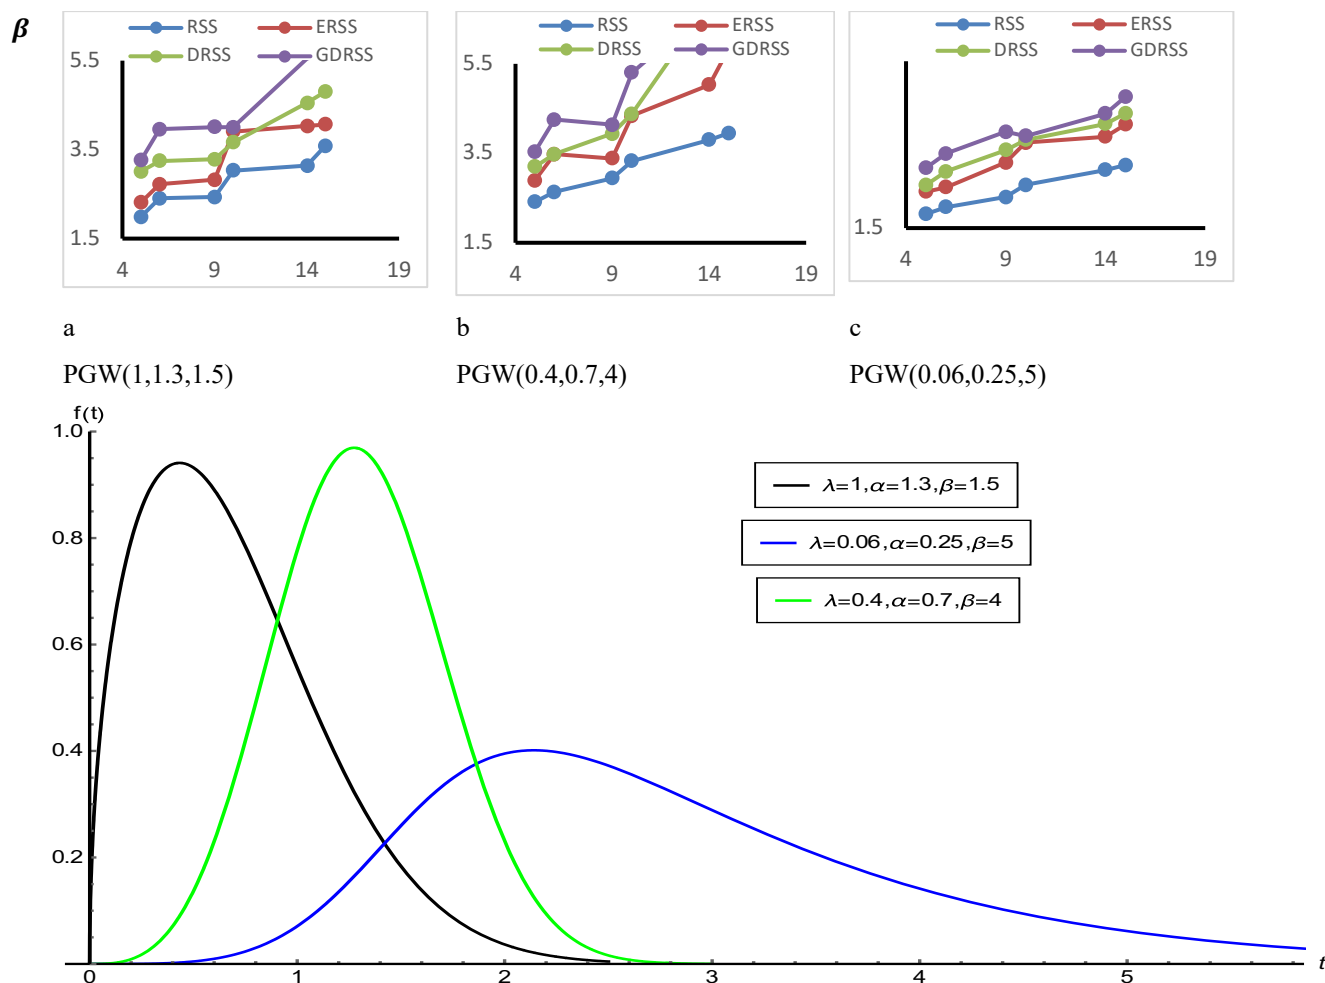 β
RSS ERSS
DRSS GDRSS
5.5
3.5
1.5
4 9 14 19
RSS ERSS
DRSS GDRSS
5.5
3.5
1.5
4 9 14 19
RSS ERSS
DRSS GDRSS
1.5
4 9 14 19
a b c
PGW(1,1.3,1.5) PGW(0.4,0.7,4) PGW(0.06,0.25,5)
f(t)
1.0
0.8
0.6
0.4
0.2
λ=1,α=1.3,β=1.5
λ=0.06,α=0.25,β=5
λ=0.4,α=0.7,β=4
0 1 2 3 4 5 t